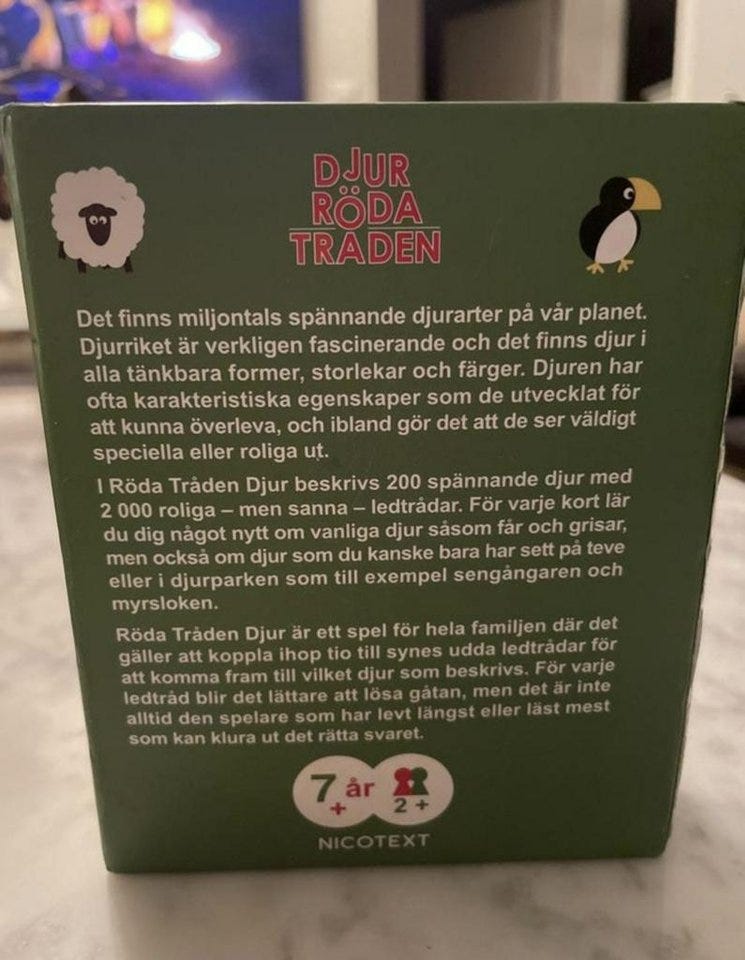 DJUR
RÖDA
TRÅDEN
Det finns miljontals spännande djurarter på vår planet.
Djurriket är verkligen fascinerande och det finns djur i
alla tänkbara former, storlekar och färger. Djuren har
ofta karakteristiska egenskaper som de utvecklat för
att kunna överleva, och ibland gör det att de ser väldigt
speciella eller roliga ut.
I Röda Tråden Djur beskrivs 200 spännande djur med
2 000 roliga – men sanna – ledtrådar. För varje kort lär
du dig något nytt om vanliga djur såsom får och grisar,
men också om djur som du kanske bara har sett på teve
eller i djurparken som till exempel sengångaren och
myrsloken.
Röda Tråden Djur är ett spel för hela familjen där det
gäller att koppla ihop tio till synes udda ledtrådar för
att komma fram till vilket djur som beskrivs. För varje
ledtråd blir det lättare att lösa gåtan, men det är inte
alltid den spelare som har levt längst eller läst mest
som kan klura ut det rätta svaret.
7+ år
2+
NICOTEXT